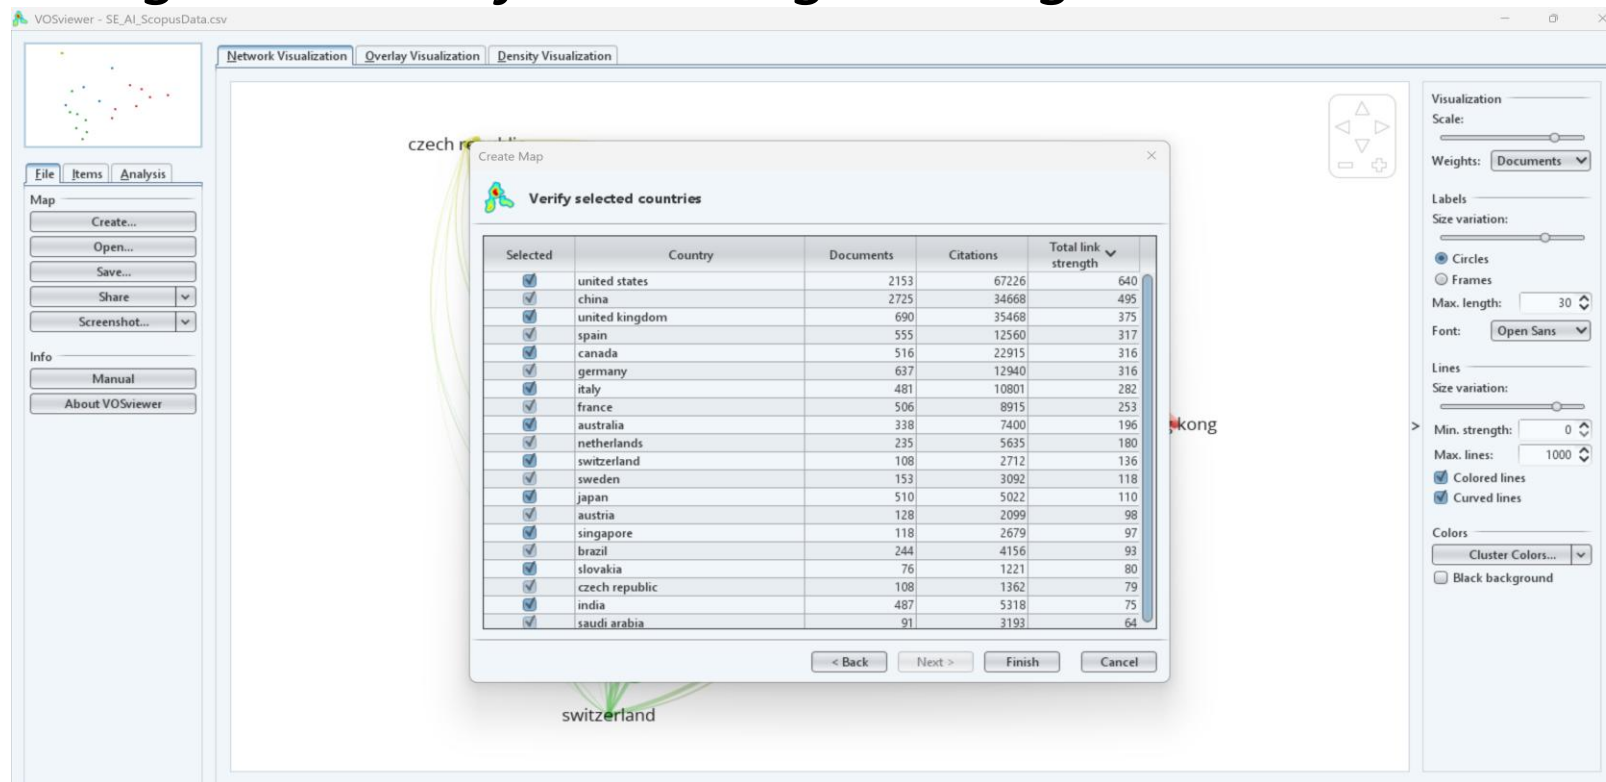 VOSviewer - SE_AI_ScopusData.csv
Network Visualization Overlay Visualization Density Visualization
File Items Analysis
Map
Create...
Open...
Save...
Share
Screenshot...
Info
Manual
About VOSviewer
czech
Create Map
Verify selected countries
Selected Country Documents Citations Total link strength
united states 2153 67226 640
china 2725 34668 495
united kingdom 690 35468 375
spain 555 12560 317
canada 516 22915 316
germany 637 12940 316
italy 481 10801 282
france 506 8915 253
australia 338 7400 196
netherlands 235 5635 180
switzerland 108 2712 136
sweden 153 3092 118
japan 510 5022 110
austria 128 2099 98
singapore 118 2679 97
brazil 244 4156 93
slovakia 76 1221 80
czech republic 108 1362 79
india 487 5318 75
saudi arabia 91 3193 64
< Back Next > Finish Cancel
kong
switzerland
Visualization
Scale:
Weights: Documents
Labels
Size variation:
Circles
Frames
Max. length: 30
Font: Open Sans
Lines
Size variation:
Min. strength: 0
Max. lines: 1000
Colored lines
Curved lines
Colors
Cluster Colors...
Black background